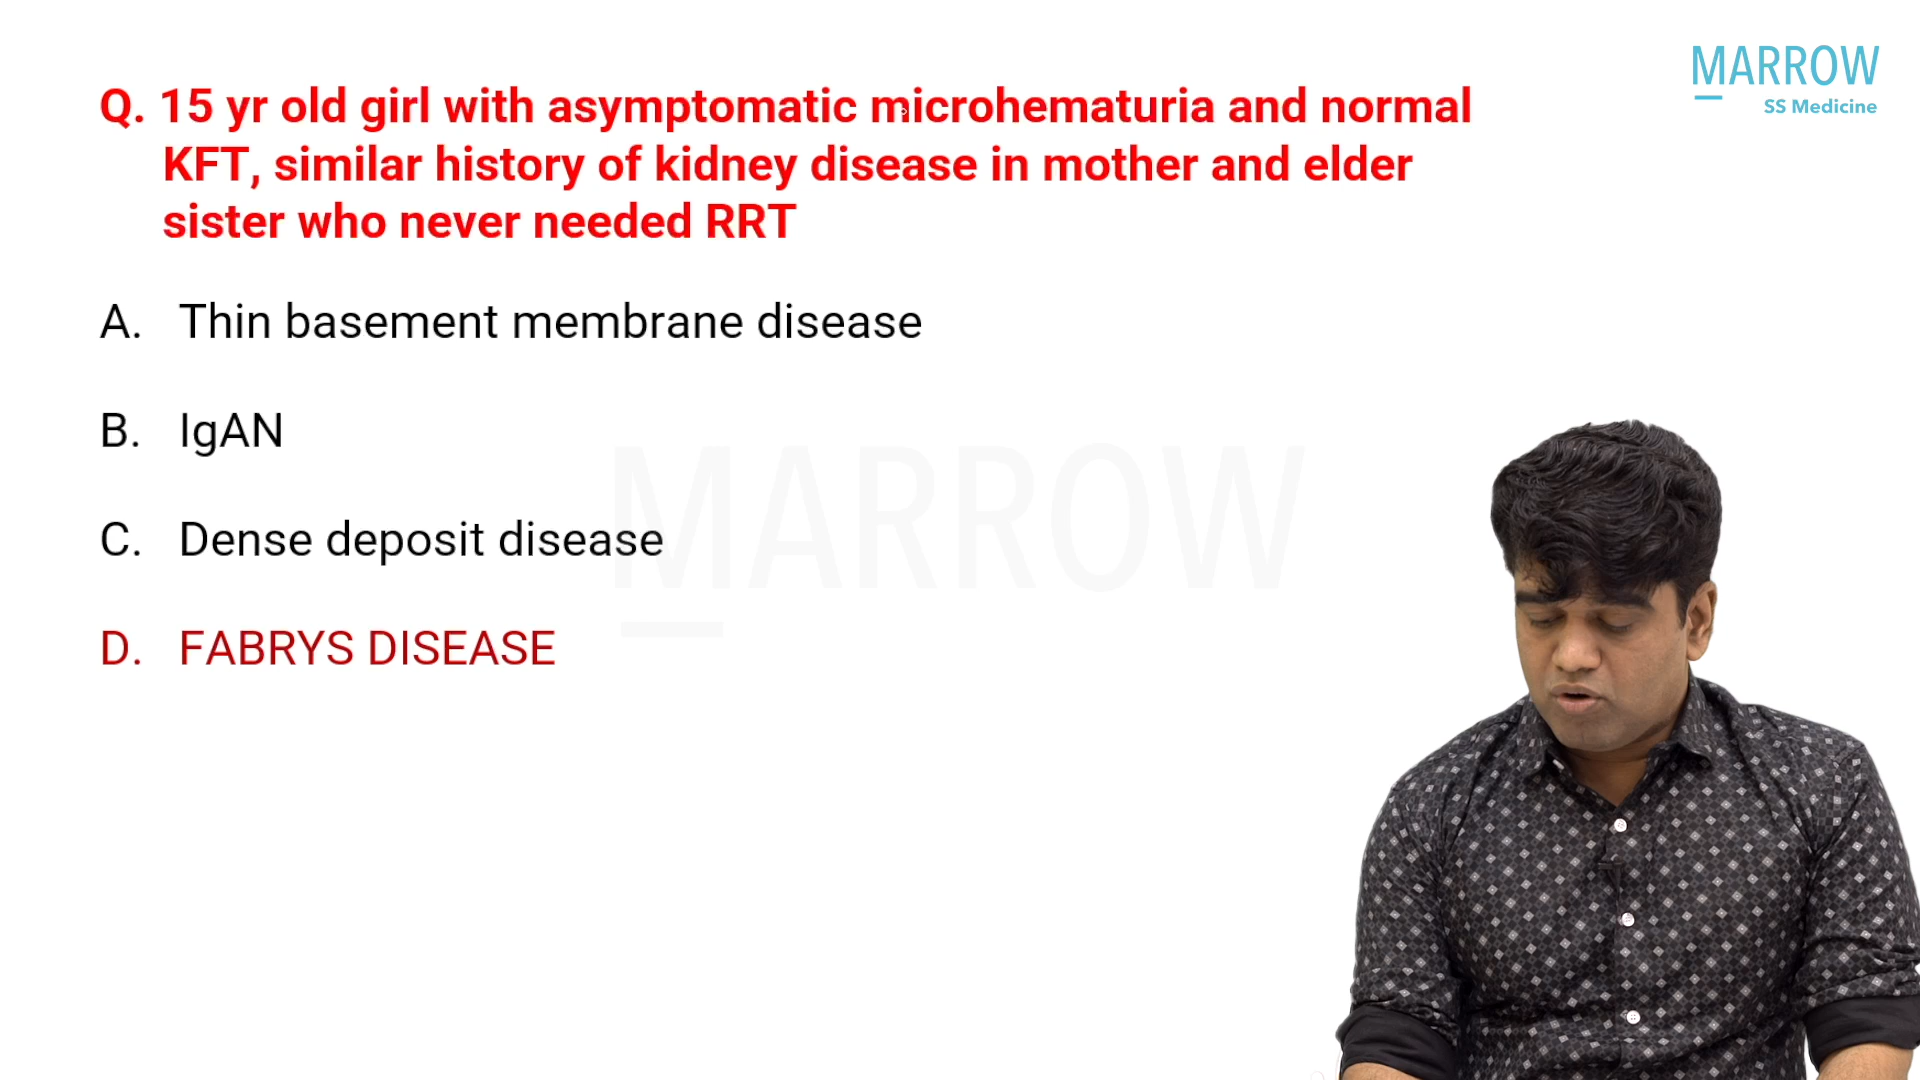 MARROW
SS Medicine
Q. 15 yr old girl with asymptomatic microhematuria and normal
KFT, similar history of kidney disease in mother and elder
sister who never needed RRT
A. Thin basement membrane disease
B. IgAN
C. Dense deposit disease
D. FABRYS DISEASE
MARROW